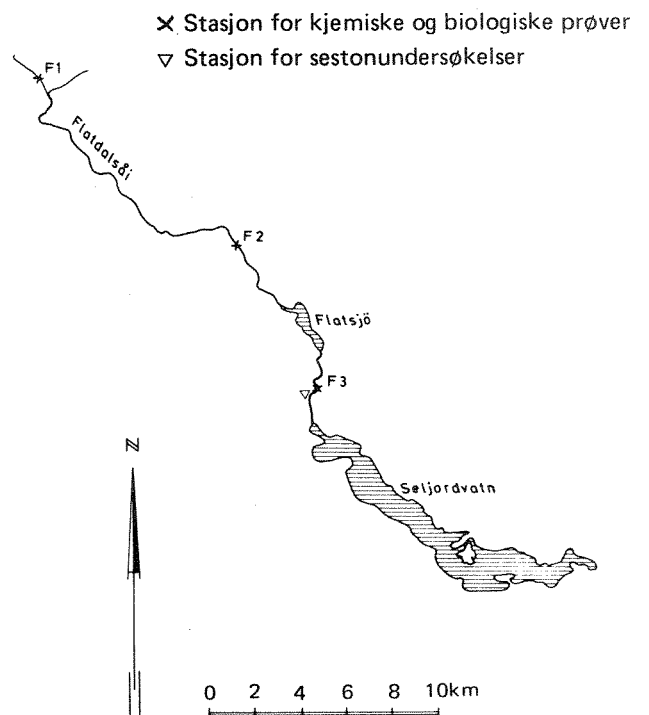 × Stasjon for kjemiske og biologiske prøver
▽ Stasjon for sestonundersøkelser
F1
Flatdalsåi
F2
Flatsjö
F3
N
Seljordvatn
0 2 4 6 8 10km